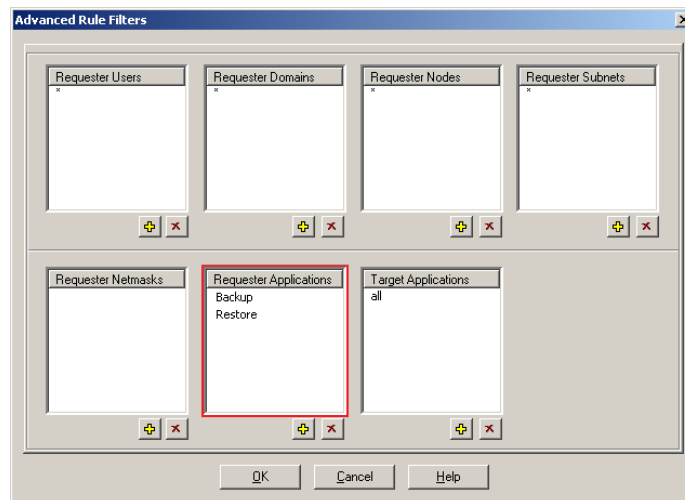 Advanced Rule Filters
Requester Users
*
Requester Domains
*
Requester Nodes
*
Requester Subnets
*
Requester Netmasks
Requester Applications
Backup
Restore
Target Applications
all
OK
Cancel
Help